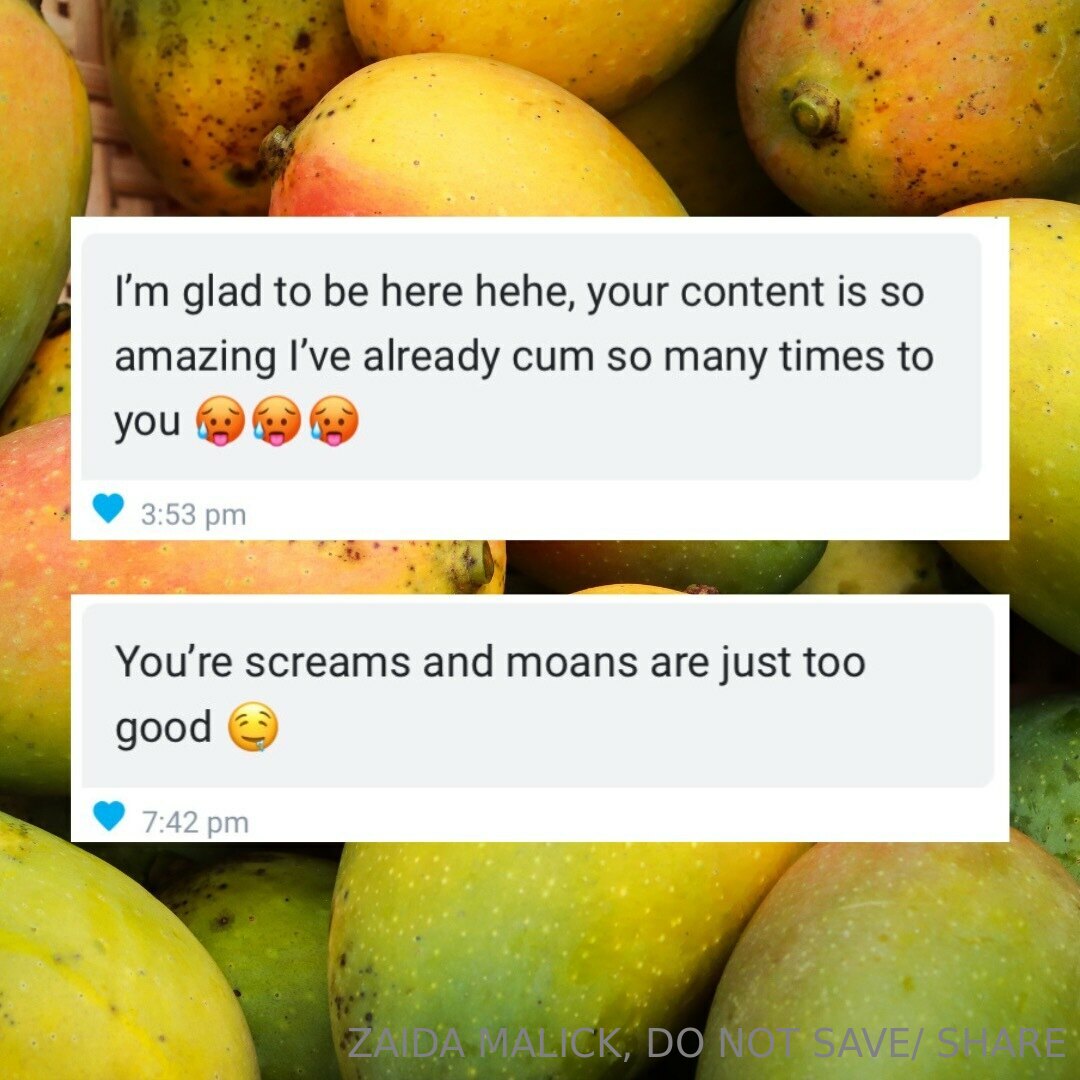 I’m glad to be here hehe, your content is so
amazing I’ve already cum so many times to
you 🥵🥵🥵
3:53 pm
You’re screams and moans are just too
good 🤤
7:42 pm
ZAIDA MALICK, DO NOT SAVE/ SHARE